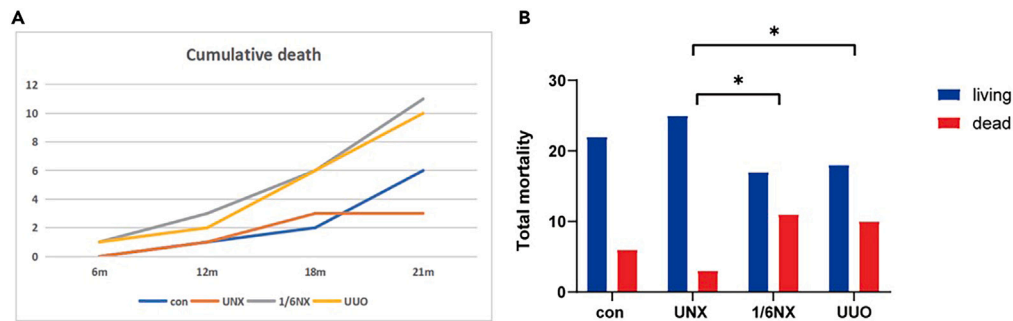 A
Cumulative death
12
10
8
6
4
2
0
6m 12m 18m 21m
con UNX 1/6NX UUO
B
*
*
Total mortality
30
20
10
0
con UNX 1/6NX UUO
living
dead